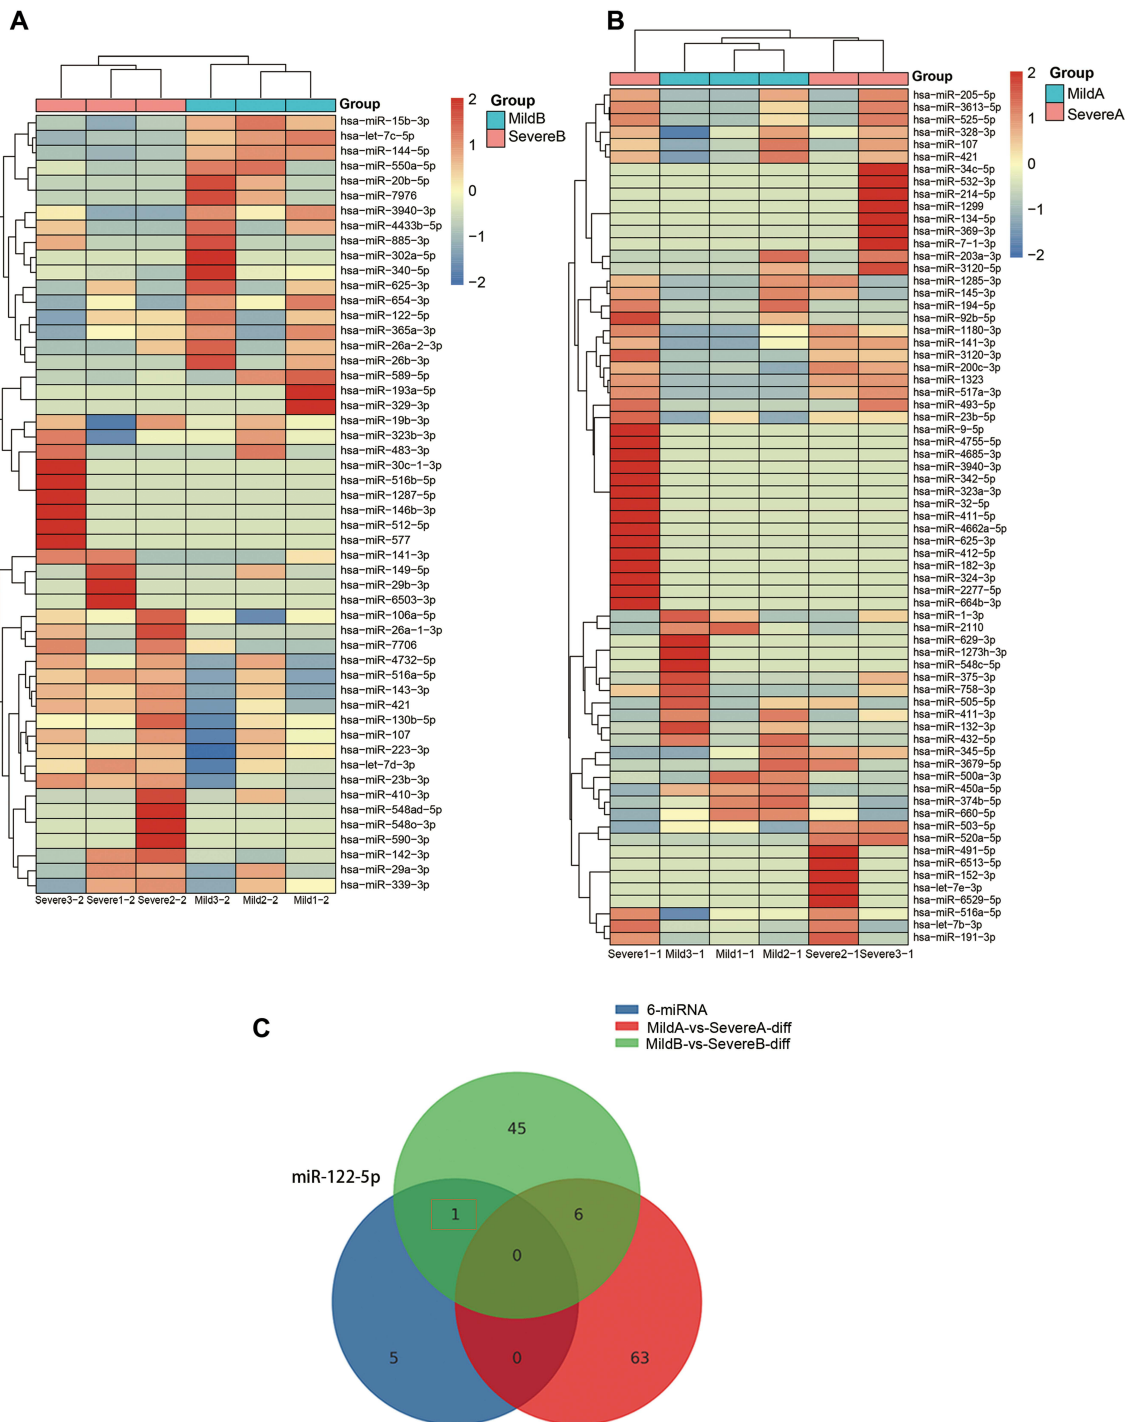 A
Group
hsa−miR−15b−3p
hsa−let−7c−5p
hsa−miR−144−5p
hsa−miR−550a−5p
hsa−miR−20b−5p
hsa−miR−7976
hsa−miR−3940−3p
hsa−miR−4433b−5p
hsa−miR−885−3p
hsa−miR−302a−5p
hsa−miR−340−5p
hsa−miR−625−3p
hsa−miR−654−3p
hsa−miR−122−5p
hsa−miR−365a−3p
hsa−miR−26a−2−3p
hsa−miR−26b−3p
hsa−miR−589−5p
hsa−miR−193a−5p
hsa−miR−329−3p
hsa−miR−19b−3p
hsa−miR−323b−3p
hsa−miR−483−3p
hsa−miR−30c−1−3p
hsa−miR−516b−5p
hsa−miR−1287−5p
hsa−miR−146b−3p
hsa−miR−512−5p
hsa−miR−577
hsa−miR−141−3p
hsa−miR−149−5p
hsa−miR−29b−3p
hsa−miR−6503−3p
hsa−miR−106a−5p
hsa−miR−26a−1−3p
hsa−miR−7706
hsa−miR−4732−5p
hsa−miR−516a−5p
hsa−miR−143−3p
hsa−miR−421
hsa−miR−130b−5p
hsa−miR−107
hsa−miR−223−3p
hsa−let−7d−3p
hsa−miR−23b−3p
hsa−miR−410−3p
hsa−miR−548ad−5p
hsa−miR−548o−3p
hsa−miR−590−3p
hsa−miR−142−3p
hsa−miR−29a−3p
hsa−miR−339−3p
Severe3−2 Severe1−2 Severe2−2 Mild3−2 Mild2−2 Mild1−2
2
1
0
−1
−2
Group
MildB
SevereB
B
Group
hsa−miR−205−5p
hsa−miR−3613−5p
hsa−miR−525−5p
hsa−miR−328−3p
hsa−miR−107
hsa−miR−421
hsa−miR−34c−5p
hsa−miR−532−3p
hsa−miR−214−5p
hsa−miR−1299
hsa−miR−134−5p
hsa−miR−369−3p
hsa−miR−7−1−3p
hsa−miR−203a−3p
hsa−miR−3120−5p
hsa−miR−1285−3p
hsa−miR−145−3p
hsa−miR−194−5p
hsa−miR−92b−5p
hsa−miR−1180−3p
hsa−miR−141−3p
hsa−miR−3120−3p
hsa−miR−200c−3p
hsa−miR−1323
hsa−miR−517a−3p
hsa−miR−493−5p
hsa−miR−23b−5p
hsa−miR−9−5p
hsa−miR−4755−5p
hsa−miR−4685−3p
hsa−miR−3940−3p
hsa−miR−342−5p
hsa−miR−323a−3p
hsa−miR−32−5p
hsa−miR−411−5p
hsa−miR−4662a−5p
hsa−miR−625−3p
hsa−miR−412−5p
hsa−miR−182−3p
hsa−miR−324−3p
hsa−miR−2277−5p
hsa−miR−664b−3p
hsa−miR−1−3p
hsa−miR−2110
hsa−miR−629−3p
hsa−miR−1273h−3p
hsa−miR−548c−5p
hsa−miR−375−3p
hsa−miR−758−3p
hsa−miR−505−5p
hsa−miR−411−3p
hsa−miR−132−3p
hsa−miR−432−5p
hsa−miR−345−5p
hsa−miR−3679−5p
hsa−miR−500a−3p
hsa−miR−450a−5p
hsa−miR−374b−5p
hsa−miR−660−5p
hsa−miR−503−5p
hsa−miR−520a−5p
hsa−miR−491−5p
hsa−miR−6513−5p
hsa−miR−152−3p
hsa−let−7e−3p
hsa−miR−6529−5p
hsa−miR−516a−5p
hsa−let−7b−3p
hsa−miR−191−3p
Severe1−1 Mild3−1 Mild1−1 Mild2−1 Severe2−1 Severe3−1
2
1
0
−1
−2
Group
MildA
SevereA
C
6-miRNA
MildA-vs-SevereA-diff
MildB-vs-SevereB-diff
45
miR-122-5p
1
6
0
5
0
63